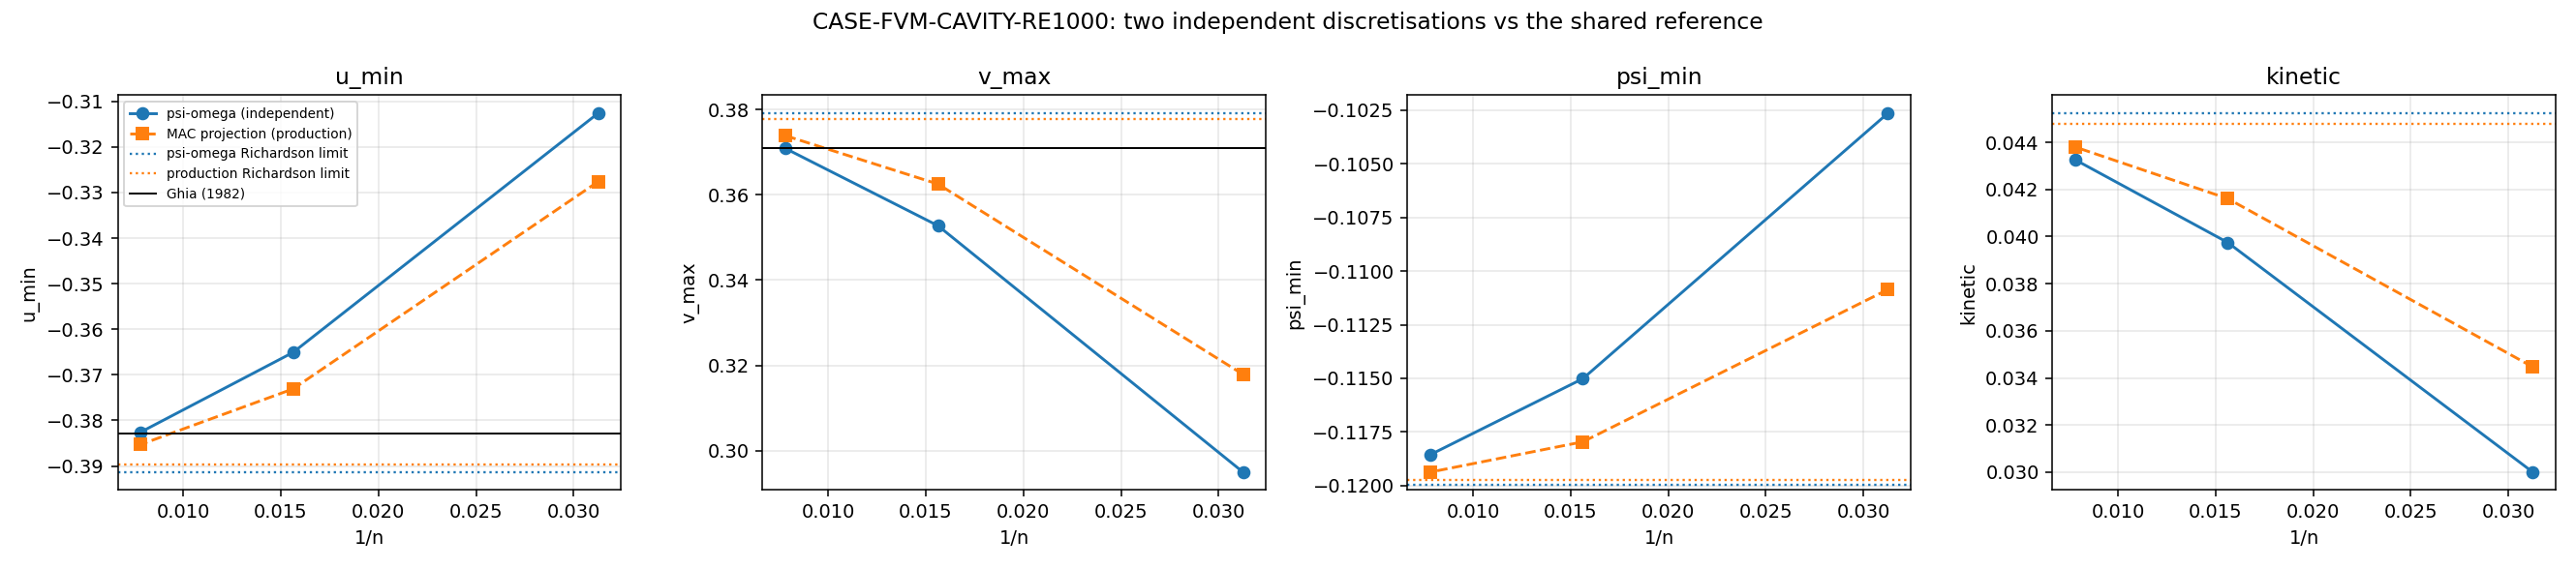 CASE-FVM-CAVITY-RE1000: two independent discretisations vs the shared reference
u_min
−0.31
−0.32
−0.33
−0.34
−0.35
−0.36
−0.37
−0.38
−0.39
u_min
psi-omega (independent)
MAC projection (production)
psi-omega Richardson limit
production Richardson limit
Ghia (1982)
0.010 0.015 0.020 0.025 0.030
1/n
v_max
0.38
0.36
0.34
0.32
0.30
v_max
0.010 0.015 0.020 0.025 0.030
1/n
psi_min
−0.1025
−0.1050
−0.1075
−0.1100
−0.1125
−0.1150
−0.1175
−0.1200
psi_min
0.010 0.015 0.020 0.025 0.030
1/n
kinetic
0.044
0.042
0.040
0.038
0.036
0.034
0.032
0.030
kinetic
0.010 0.015 0.020 0.025 0.030
1/n